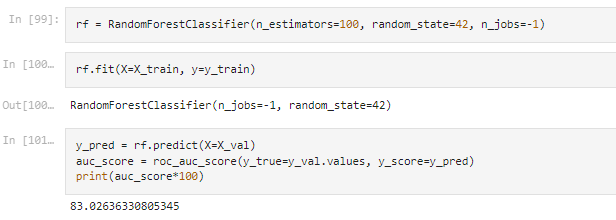 In [99]: rf = RandomForestClassifier(n_estimators=100, random_state=42, n_jobs=-1)
In [100… rf.fit(X=X_train, y=y_train)
Out[100… RandomForestClassifier(n_jobs=-1, random_state=42)
In [101… y_pred = rf.predict(X=X_val)
auc_score = roc_auc_score(y_true=y_val.values, y_score=y_pred)
print(auc_score*100)
83.02636330805345